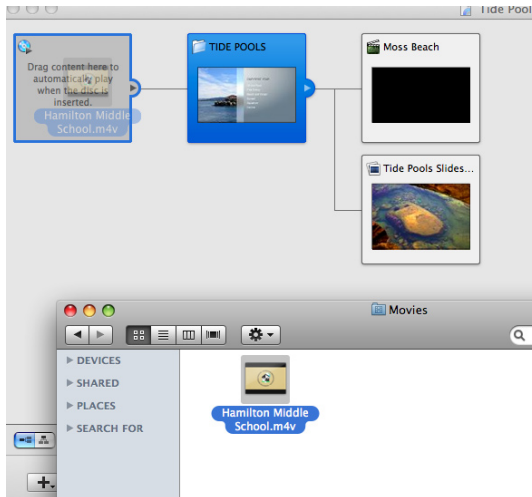 Tide Pool
Drag content here to
automatically play
when the disc is
inserted.
Hamilton Middle
School.m4v
TIDE POOLS
Moss Beach
Tide Pools Slides...
Movies
DEVICES
SHARED
PLACES
SEARCH FOR
Hamilton Middle
School.m4v